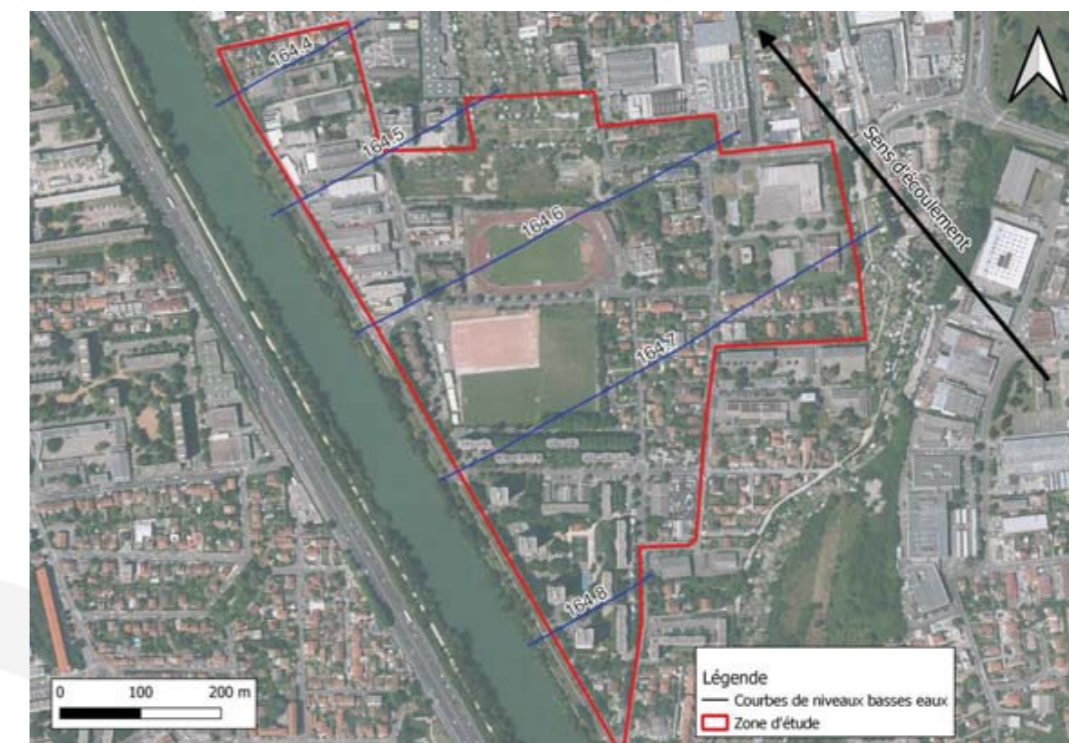 164.4
164.5
164.6
Sens d'écoulement
164.7
164.8
0 100 200 m
Légende
Courbes de niveaux basses eaux
Zone d'étude